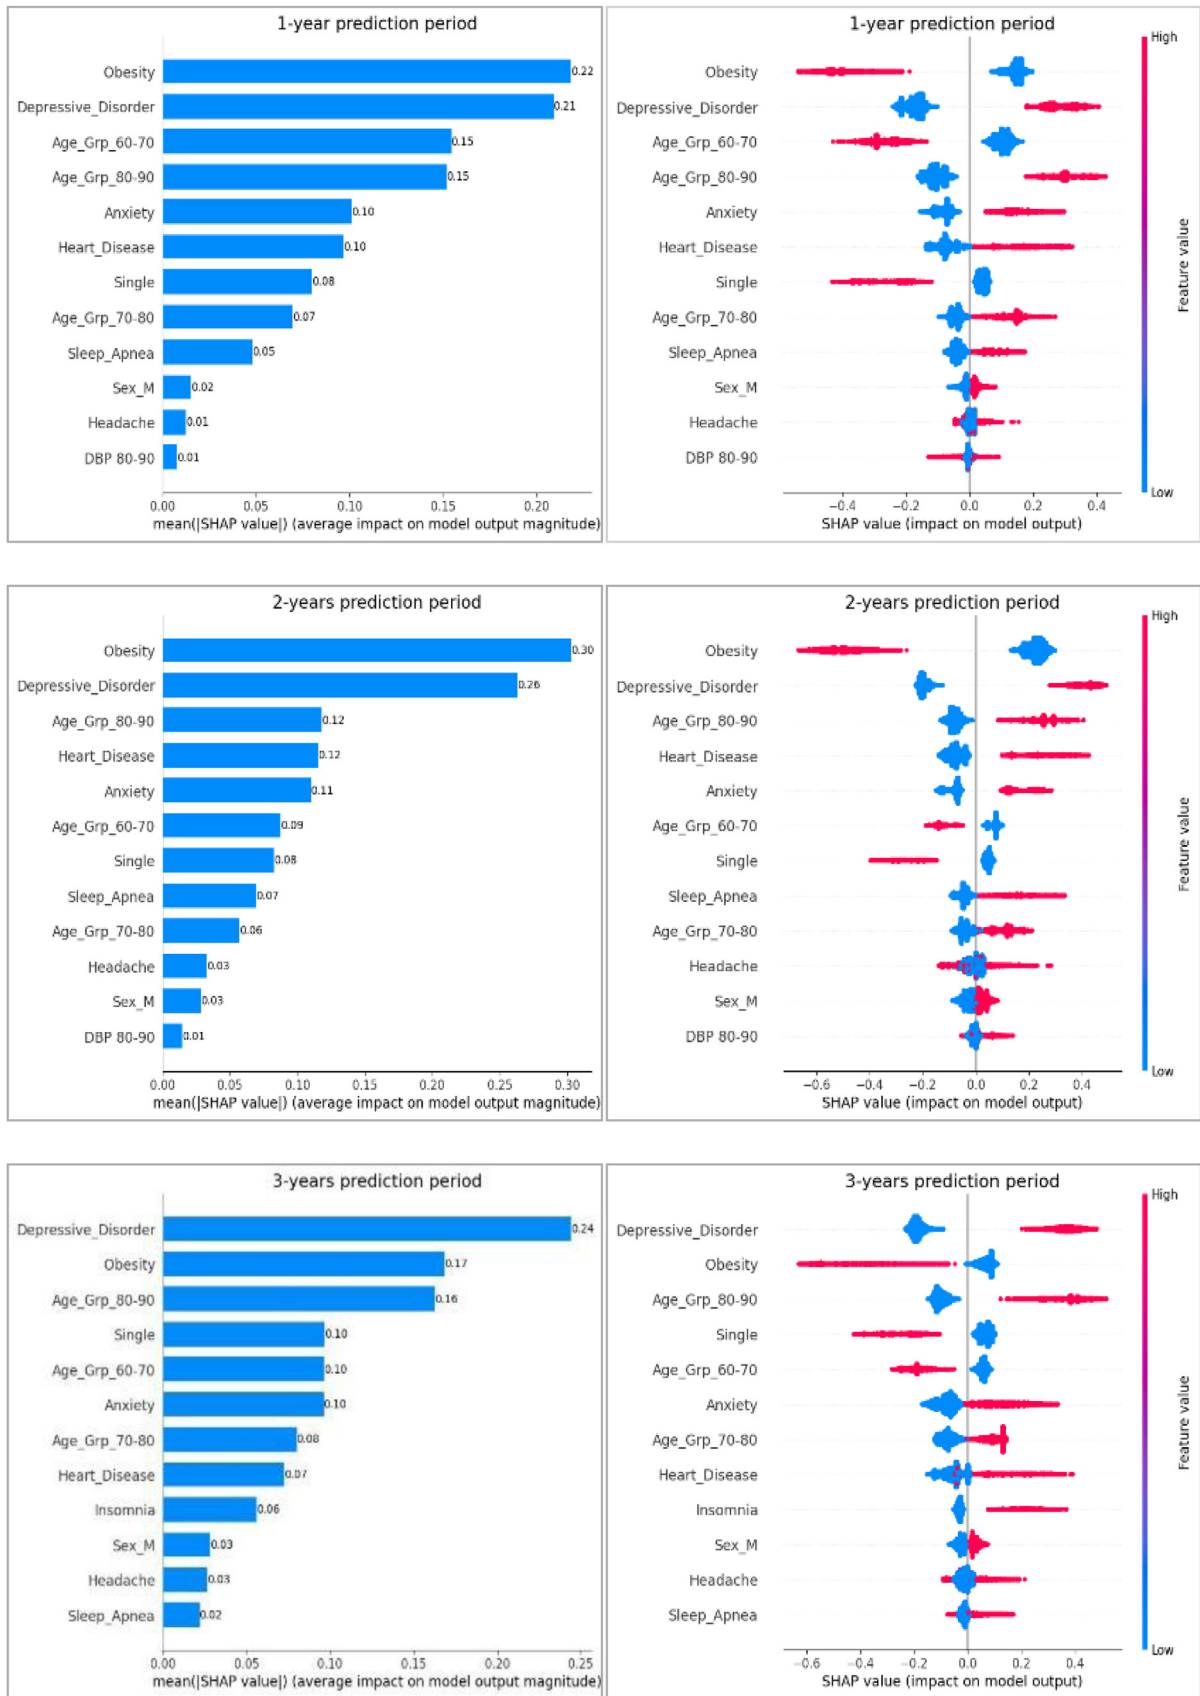 1-year prediction period
Obesity 0.22
Depressive_Disorder 0.21
Age_Grp_60-70 0.15
Age_Grp_80-90 0.15
Anxiety 0.10
Heart_Disease 0.10
Single 0.08
Age_Grp_70-80 0.07
Sleep_Apnea 0.05
Sex_M 0.02
Headache 0.01
DBP 80-90 0.01
0.00 0.05 0.10 0.15 0.20
mean(|SHAP value|) (average impact on model output magnitude)
1-year prediction period
High
Obesity
Depressive_Disorder
Age_Grp_60-70
Age_Grp_80-90
Anxiety
Heart_Disease
Single
Age_Grp_70-80
Sleep_Apnea
Sex_M
Headache
DBP 80-90
Feature value
Low
−0.4 −0.2 0.0 0.2 0.4
SHAP value (impact on model output)
2-years prediction period
Obesity 0.30
Depressive_Disorder 0.26
Age_Grp_80-90 0.12
Heart_Disease 0.12
Anxiety 0.11
Age_Grp_60-70 0.09
Single 0.08
Sleep_Apnea 0.07
Age_Grp_70-80 0.06
Headache 0.03
Sex_M 0.03
DBP 80-90 0.01
0.00 0.05 0.10 0.15 0.20 0.25 0.30
mean(|SHAP value|) (average impact on model output magnitude)
2-years prediction period
High
Obesity
Depressive_Disorder
Age_Grp_80-90
Heart_Disease
Anxiety
Age_Grp_60-70
Single
Sleep_Apnea
Age_Grp_70-80
Headache
Sex_M
DBP 80-90
Feature value
Low
−0.6 −0.4 −0.2 0.0 0.2 0.4
SHAP value (impact on model output)
3-years prediction period
Depressive_Disorder 0.24
Obesity 0.17
Age_Grp_80-90 0.16
Single 0.10
Age_Grp_60-70 0.10
Anxiety 0.10
Age_Grp_70-80 0.08
Heart_Disease 0.07
Insomnia 0.06
Sex_M 0.03
Headache 0.03
Sleep_Apnea 0.02
0.00 0.05 0.10 0.15 0.20 0.25
mean(|SHAP value|) (average impact on model output magnitude)
3-years prediction period
High
Depressive_Disorder
Obesity
Age_Grp_80-90
Single
Age_Grp_60-70
Anxiety
Age_Grp_70-80
Heart_Disease
Insomnia
Sex_M
Headache
Sleep_Apnea
Feature value
Low
−0.6 −0.4 −0.2 0.0 0.2 0.4
SHAP value (impact on model output)